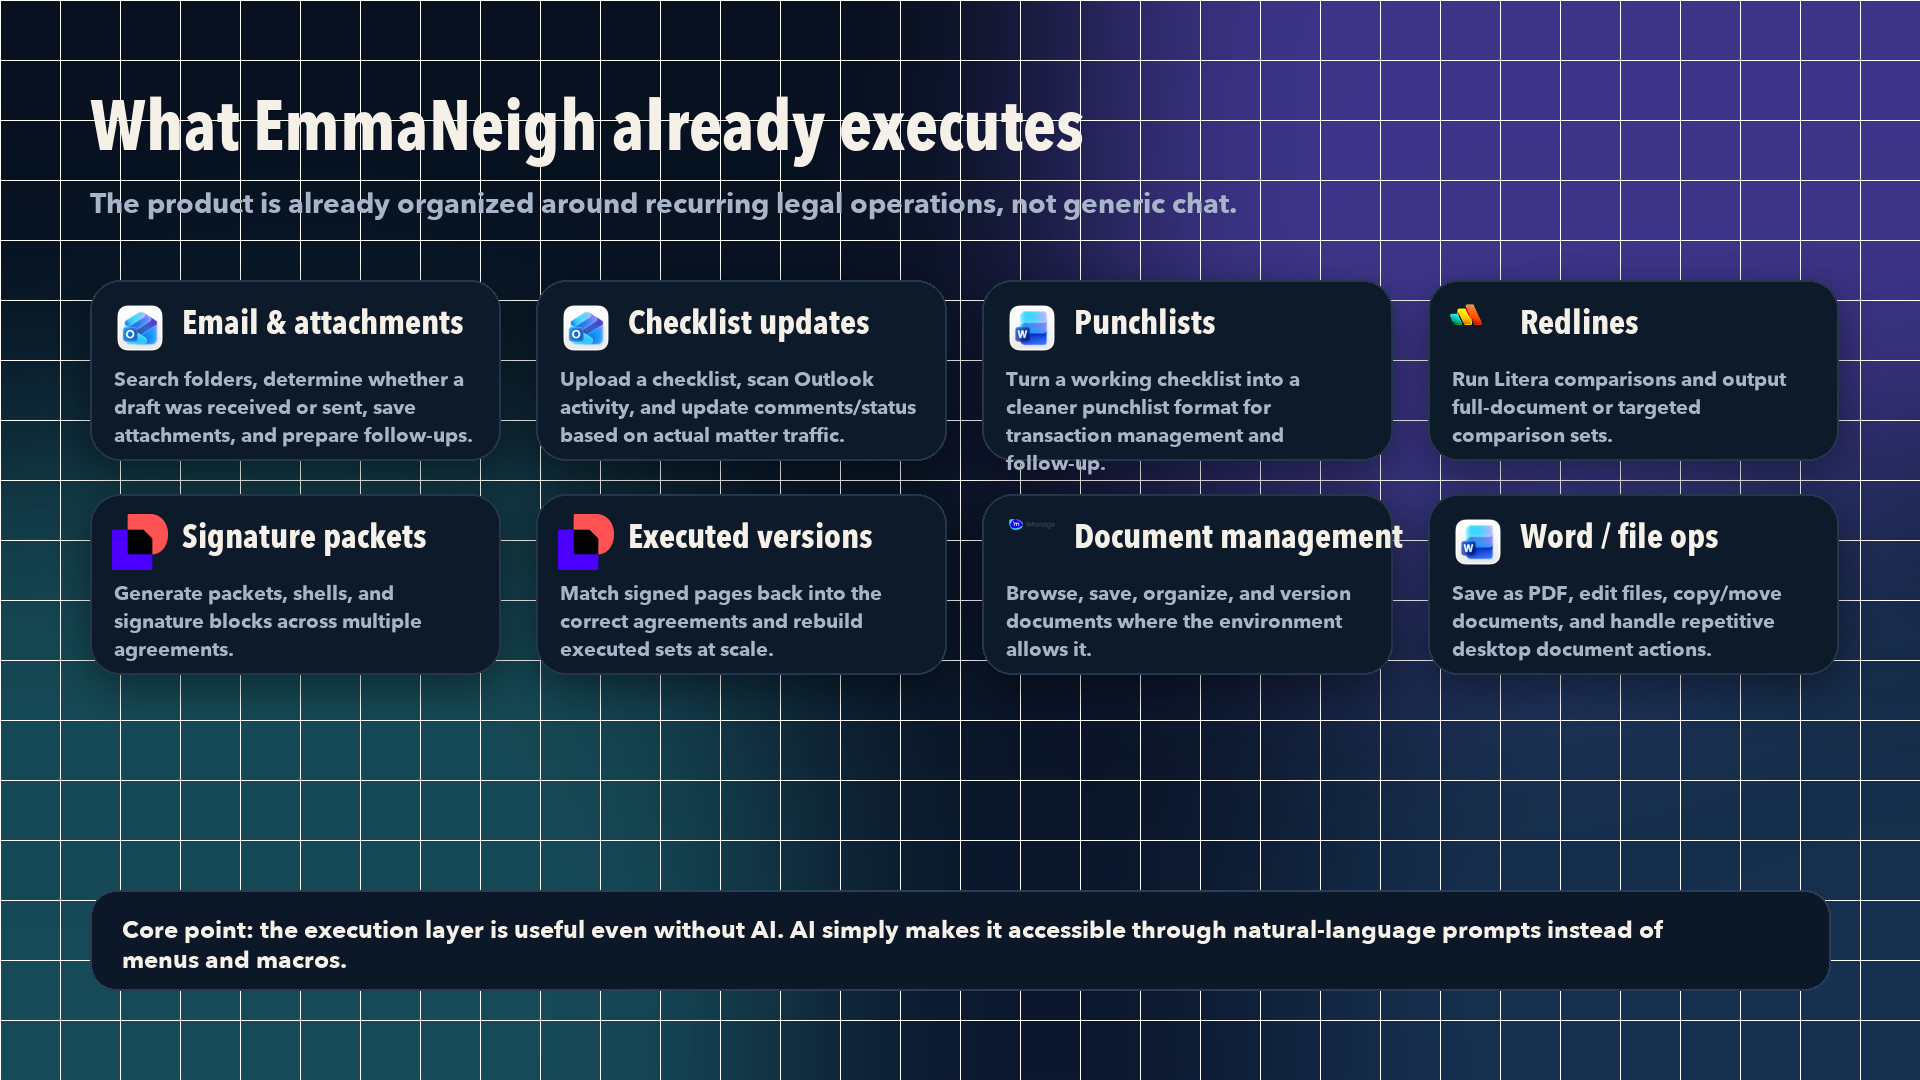 What EmmaNeigh already executes
The product is already organized around recurring legal operations, not generic chat.
Email & attachments
Search folders, determine whether a
draft was received or sent, save
attachments, and prepare follow-ups.
Checklist updates
Upload a checklist, scan Outlook
activity, and update comments/status
based on actual matter traffic.
Punchlists
Turn a working checklist into a
cleaner punchlist format for
transaction management and
follow-up.
Redlines
Run Litera comparisons and output
full-document or targeted
comparison sets.
Signature packets
Generate packets, shells, and
signature blocks across multiple
agreements.
Executed versions
Match signed pages back into the
correct agreements and rebuild
executed sets at scale.
iManage
Document management
Browse, save, organize, and version
documents where the environment
allows it.
Word / file ops
Save as PDF, edit files, copy/move
documents, and handle repetitive
desktop document actions.
Core point: the execution layer is useful even without AI. AI simply makes it accessible through natural-language prompts instead of
menus and macros.